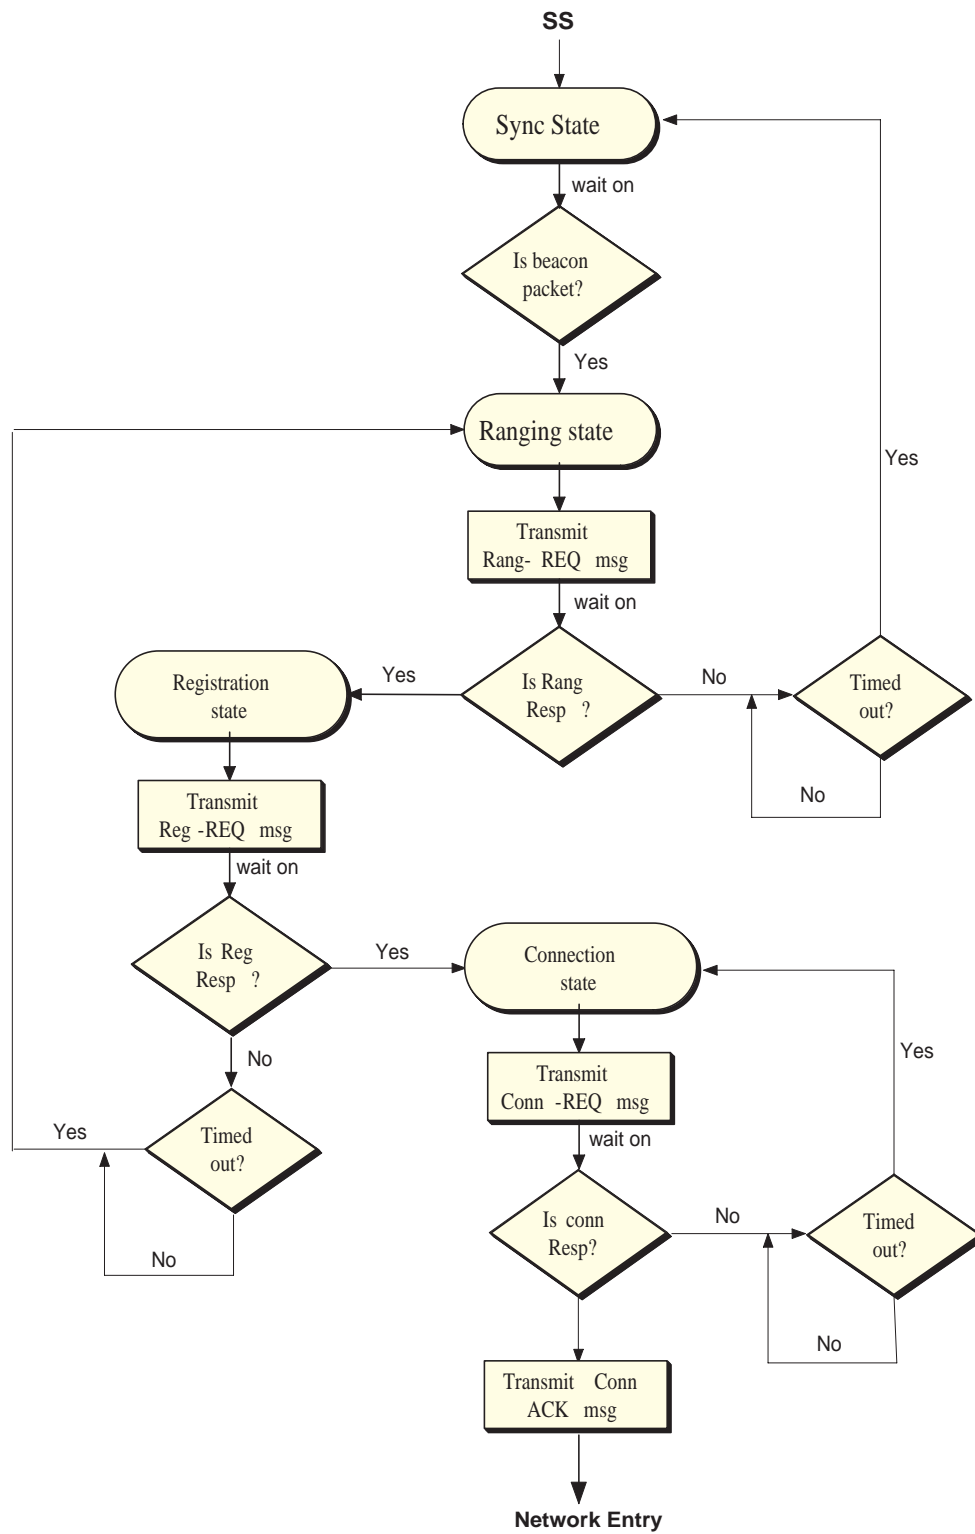 SS
Sync State
wait on
Is beacon
packet?
Yes
Ranging state
Yes
Transmit
Rang- REQ msg
wait on
Registration
state
Yes
Is Rang
Resp ?
No
Timed
out?
No
Transmit
Reg -REQ msg
wait on
Is Reg
Resp ?
Yes
Connection
state
No
Transmit
Conn -REQ msg
Yes
wait on
Yes
Timed
out?
No
Is conn
Resp?
No
Timed
out?
No
Transmit Conn
ACK msg
Network Entry